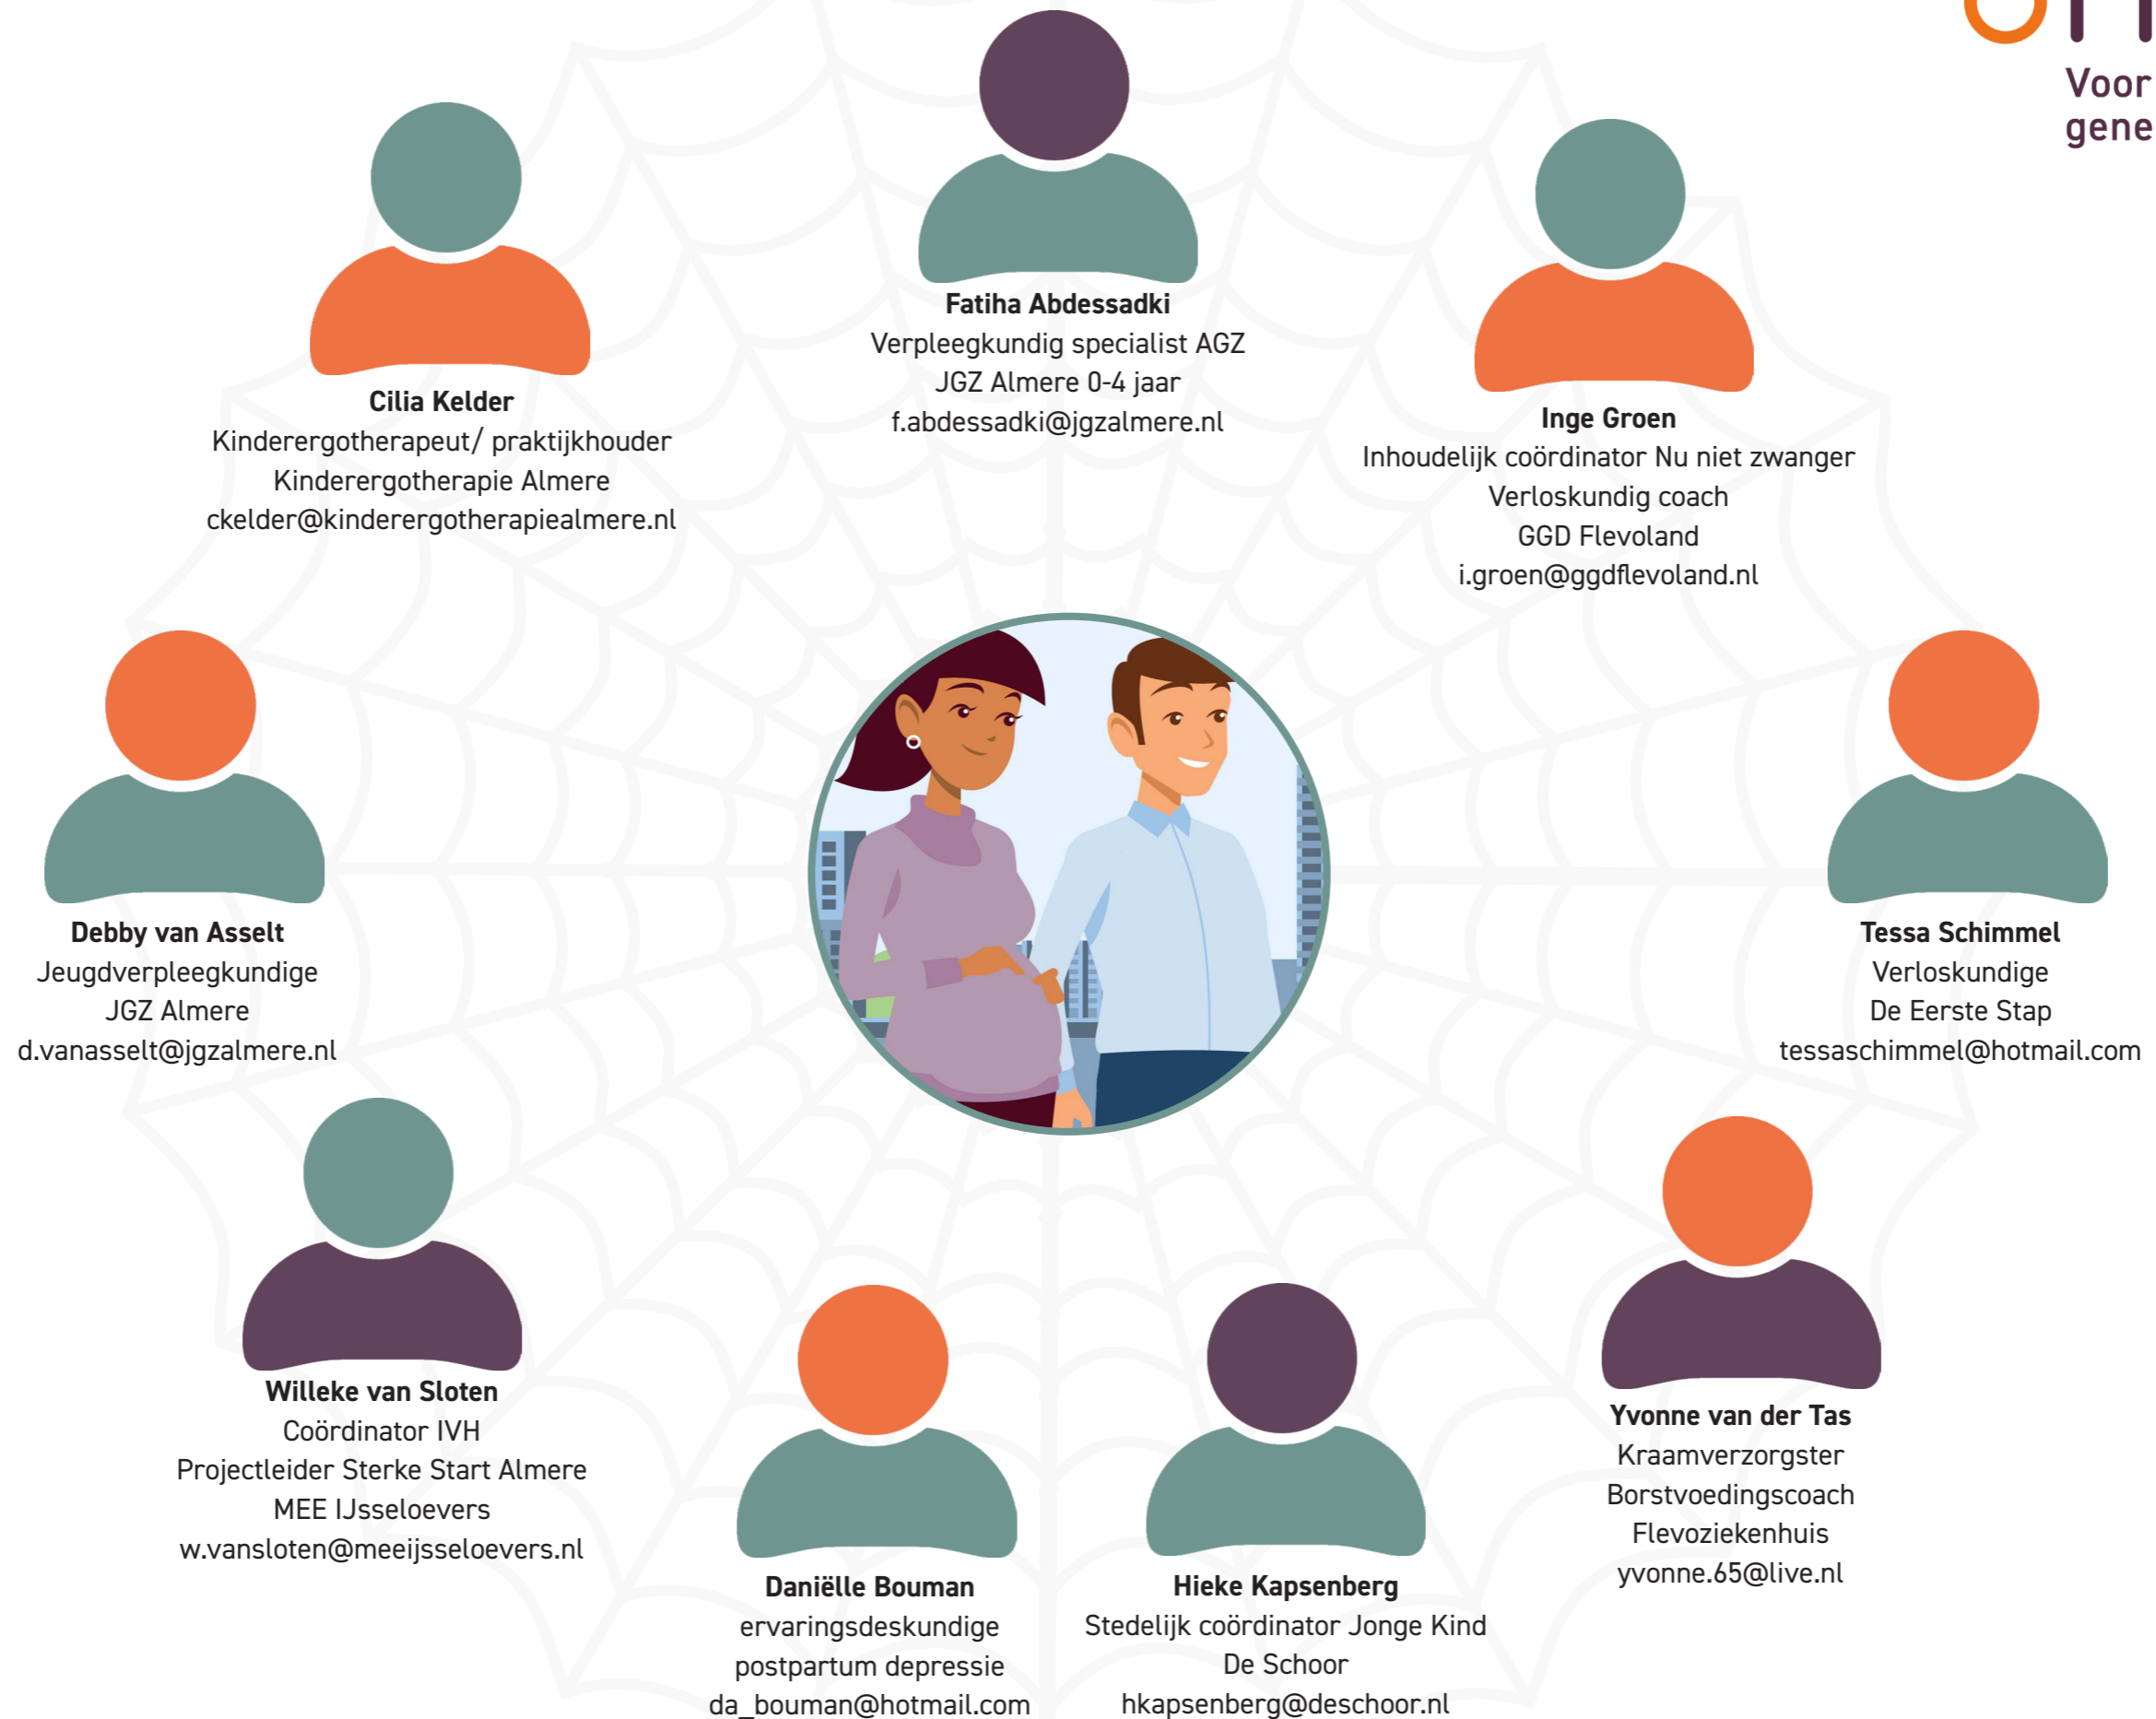 Voor
gene
Fatiha Abdessadki
Verpleegkundig specialist AGZ
JGZ Almere 0-4 jaar
f.abdessadki@jgzalmere.nl
Cilia Kelder
Kinderergotherapeut/ praktijkhouder
Kinderergotherapie Almere
ckelder@kinderergotherapiealmere.nl
Inge Groen
Inhoudelijk coördinator Nu niet zwanger
Verloskundig coach
GGD Flevoland
i.groen@ggdflevoland.nl
Debby van Asselt
Jeugdverpleegkundige
JGZ Almere
d.vanasselt@jgzalmere.nl
Tessa Schimmel
Verloskundige
De Eerste Stap
tessaschimmel@hotmail.com
Willeke van Sloten
Coördinator IVH
Projectleider Sterke Start Almere
MEE IJsseloevers
w.vansloten@meeijsseloevers.nl
Yvonne van der Tas
Kraamverzorgster
Borstvoedingscoach
Flevoziekenhuis
yvonne.65@live.nl
Daniëlle Bouman
ervaringsdeskundige
postpartum depressie
da_bouman@hotmail.com
Hieke Kapsenberg
Stedelijk coördinator Jonge Kind
De Schoor
hkapsenberg@deschoor.nl